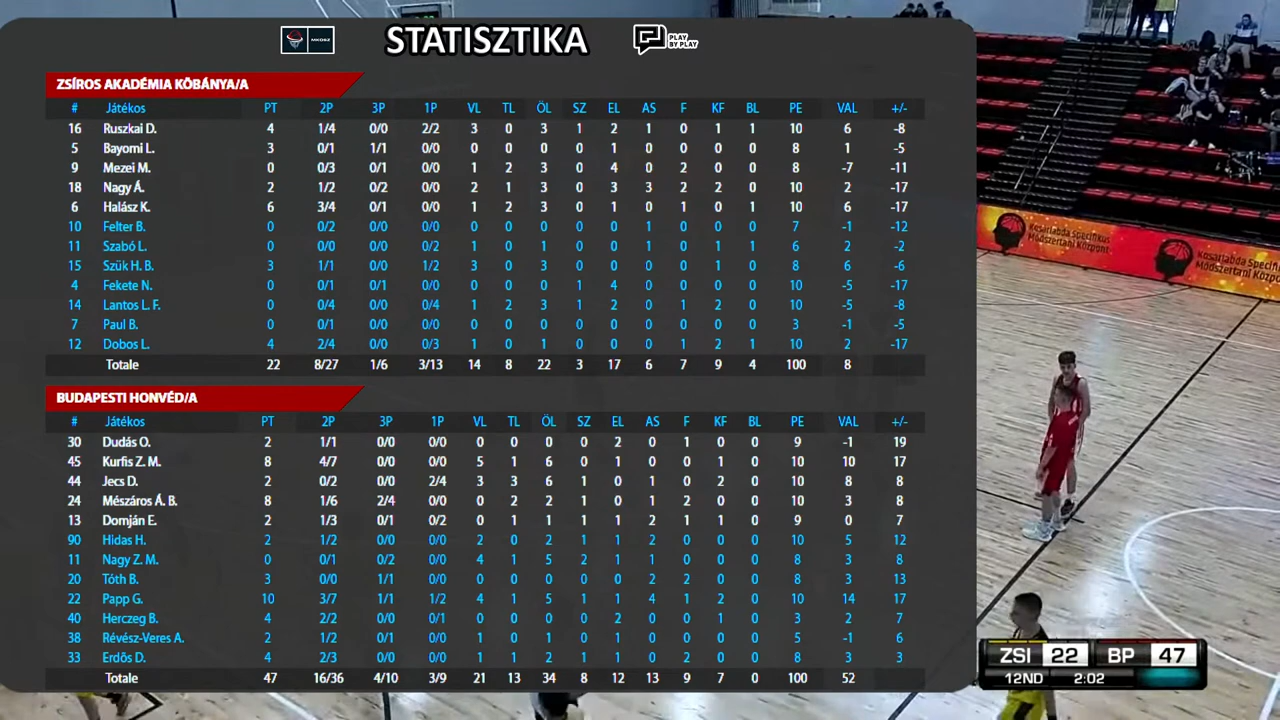 MKOSZ
STATISZTIKA
PLAY BY PLAY
ZSÍROS AKADÉMIA KŐBÁNYA/A
# Játékos PT 2P 3P 1P VL TL ÖL SZ EL AS F KF BL PE VAL +/-
16 Ruszkai D. 4 1/4 0/0 2/2 3 0 3 1 2 1 0 1 1 10 6 -8
5 Bayomi L. 3 0/1 1/1 0/0 0 0 0 0 1 0 0 0 0 8 1 -5
9 Mezei M. 0 0/3 0/1 0/0 1 2 3 0 4 0 2 0 0 8 -7 -11
18 Nagy Á. 2 1/2 0/2 0/0 2 1 3 0 3 3 2 2 0 10 2 -17
6 Halász K. 6 3/4 0/1 0/0 1 2 3 0 1 0 1 0 1 10 6 -17
10 Felter B. 0 0/2 0/0 0/0 0 0 0 0 0 1 0 0 0 7 -1 -12
11 Szabó L. 0 0/0 0/0 0/2 1 0 1 0 0 0 0 1 1 6 2 -2
15 Szűk H. B. 3 1/1 0/0 1/2 3 0 3 0 0 0 0 1 0 8 6 -6
4 Fekete N. 0 0/1 0/1 0/0 0 0 0 1 4 0 0 0 0 10 -5 -17
14 Lantos L. F. 0 0/4 0/0 0/4 1 2 3 1 2 0 1 2 0 10 -5 -8
7 Paul B. 0 0/1 0/0 0/0 0 0 0 0 0 0 0 0 0 3 -1 -5
12 Dobos L. 4 2/4 0/0 0/3 1 0 1 0 0 0 1 2 1 10 2 -17
Totale 22 8/27 1/6 3/13 14 8 22 3 17 6 7 9 4 100 8
BUDAPESTI HONVÉD/A
# Játékos PT 2P 3P 1P VL TL ÖL SZ EL AS F KF BL PE VAL +/-
30 Dudás O. 2 1/1 0/0 0/0 0 0 0 0 2 0 1 0 0 9 -1 19
45 Kurfis Z. M. 8 4/7 0/0 0/0 5 1 6 0 1 0 0 1 0 10 10 17
44 Jecs D. 2 0/2 0/0 2/4 3 3 6 1 0 1 0 2 0 10 8 8
24 Mészáros Á. B. 8 1/6 2/4 0/0 0 2 2 1 0 1 2 0 0 10 3 8
13 Domján E. 2 1/3 0/1 0/2 0 1 1 1 1 2 1 1 0 9 0 7
90 Hidas H. 2 1/2 0/0 0/0 2 0 2 1 1 2 0 0 0 10 5 12
11 Nagy Z. M. 0 0/1 0/2 0/0 4 1 5 2 1 1 0 0 0 8 3 8
20 Tóth B. 3 0/0 1/1 0/0 0 0 0 0 0 2 2 0 0 8 3 13
22 Papp G. 10 3/7 1/1 1/2 4 1 5 1 1 4 1 2 0 10 14 17
40 Herczeg B. 4 2/2 0/0 0/1 0 0 0 0 2 0 0 1 0 3 2 7
38 Révész-Veres A. 2 1/2 0/1 0/0 1 0 1 0 1 0 0 0 0 5 -1 6
33 Erdős D. 4 2/3 0/0 0/0 1 1 2 1 1 0 2 0 0 8 3 3
Totale 47 16/36 4/10 3/9 21 13 34 8 12 13 9 7 0 100 52
Kosárlabda Specifikus
Módszertani Központ
Kosárlabda Specifi
Módszertani Közpo
ZSI 22 BP 47
12ND 2:02